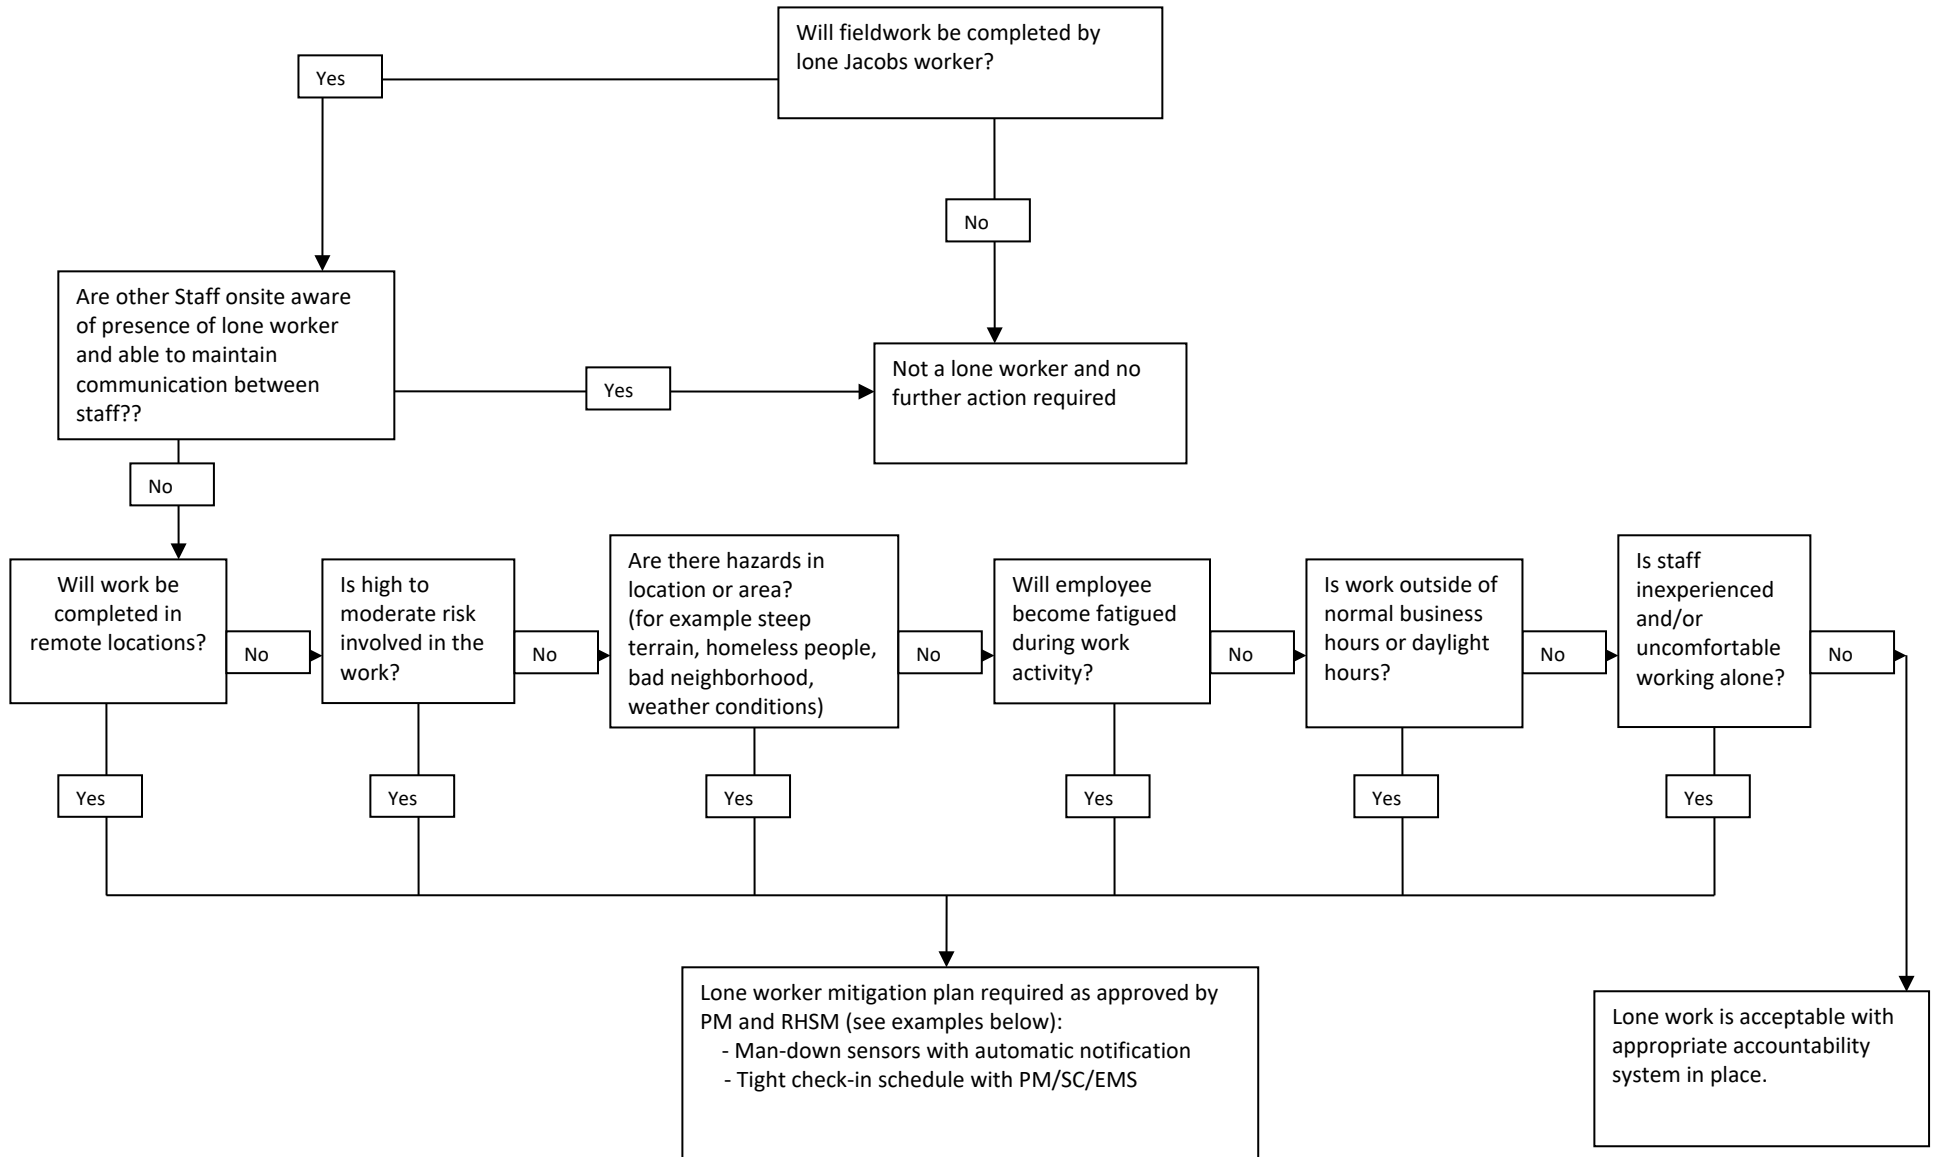 Will fieldwork be completed by
lone Jacobs worker?
Yes
No
Are other Staff onsite aware
of presence of lone worker
and able to maintain
communication between
staff??
Yes
Not a lone worker and no
further action required
No
Will work be
completed in
remote locations?
No
Is high to
moderate risk
involved in the
work?
No
Are there hazards in
location or area?
(for example steep
terrain, homeless people,
bad neighborhood,
weather conditions)
No
Will employee
become fatigued
during work
activity?
No
Is work outside of
normal business
hours or daylight
hours?
No
Is staff
inexperienced
and/or
uncomfortable
working alone?
No
Yes
Yes
Yes
Yes
Yes
Yes
Lone worker mitigation plan required as approved by
PM and RHSM (see examples below):
- Man-down sensors with automatic notification
- Tight check-in schedule with PM/SC/EMS
Lone work is acceptable with
appropriate accountability
system in place.